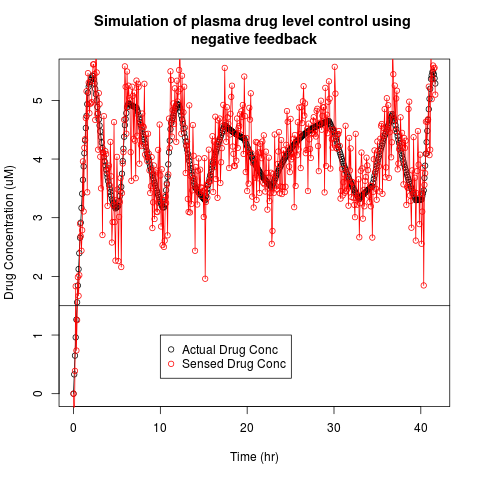 Simulation of plasma drug level control using
negative feedback
Drug Concentration (uM)
5
4
3
2
1
0
Actual Drug Conc
Sensed Drug Conc
0 10 20 30 40
Time (hr)